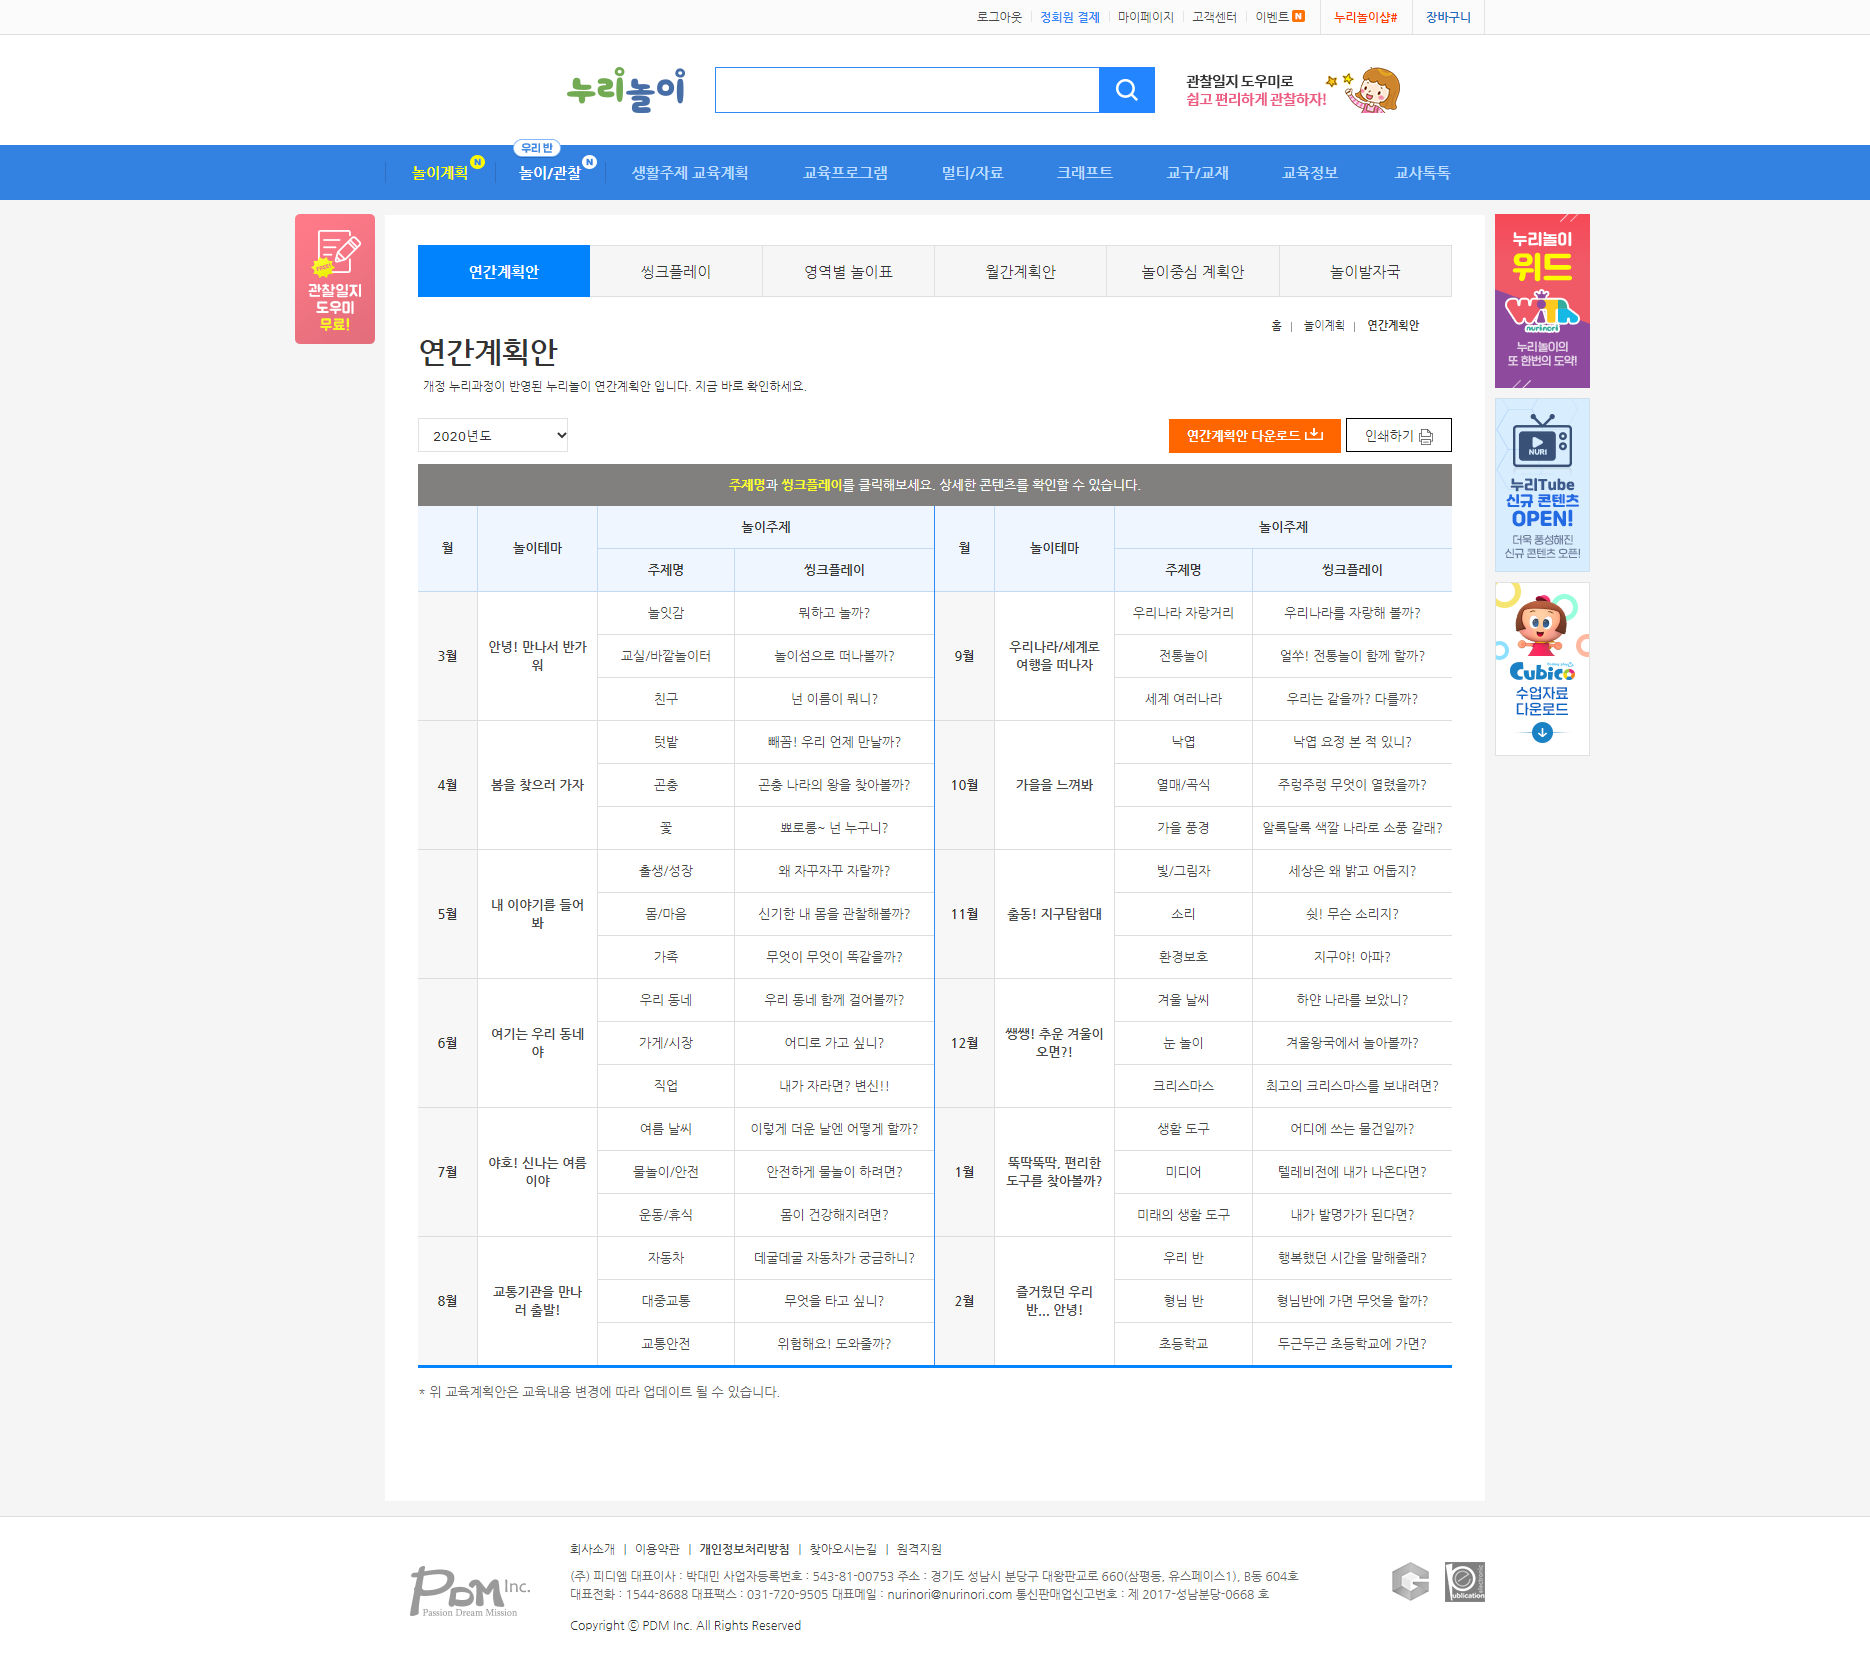 로그아웃 정회원 결제 마이페이지 고객센터 이벤트 N 누리놀이샵# 장바구니
누리놀이
관찰일지 도우미로
쉽고 편리하게 관찰하자!
우리 반
놀이계획 N 놀이/관찰 N 생활주제 교육계획 교육프로그램 멀티/자료 크래프트 교구/교재 교육정보 교사톡톡
FREE!
관찰일지
도우미
무료!
연간계획안 씽크플레이 영역별 놀이표 월간계획안 놀이중심 계획안 놀이발자국
홈 | 놀이계획 | 연간계획안
연간계획안
개정 누리과정이 반영된 누리놀이 연간계획안 입니다. 지금 바로 확인하세요.
2020년도 연간계획안 다운로드 인쇄하기
주제명과 씽크플레이를 클릭해보세요. 상세한 콘텐츠를 확인할 수 있습니다.
월 놀이테마 놀이주제 월 놀이테마 놀이주제
주제명 씽크플레이 주제명 씽크플레이
3월 안녕! 만나서 반가워
놀잇감 뭐하고 놀까?
교실/바깥놀이터 놀이섬으로 떠나볼까?
친구 넌 이름이 뭐니?
9월 우리나라/세계로 여행을 떠나자
우리나라 자랑거리 우리나라를 자랑해 볼까?
전통놀이 얼쑤! 전통놀이 함께 할까?
세계 여러나라 우리는 같을까? 다를까?
4월 봄을 찾으러 가자
텃밭 빼꼼! 우리 언제 만날까?
곤충 곤충 나라의 왕을 찾아볼까?
꽃 뽀로롱~ 넌 누구니?
10월 가을을 느껴봐
낙엽 낙엽 요정 본 적 있니?
열매/곡식 주렁주렁 무엇이 열렸을까?
가을 풍경 알록달록 색깔 나라로 소풍 갈래?
5월 내 이야기를 들어봐
출생/성장 왜 자꾸자꾸 자랄까?
몸/마음 신기한 내 몸을 관찰해볼까?
가족 무엇이 무엇이 똑같을까?
11월 출동! 지구탐험대
빛/그림자 세상은 왜 밝고 어둡지?
소리 쉿! 무슨 소리지?
환경보호 지구야! 아파?
6월 여기는 우리 동네야
우리 동네 우리 동네 함께 걸어볼까?
가게/시장 어디로 가고 싶니?
직업 내가 자라면? 변신!!
12월 쌩쌩! 추운 겨울이 오면?!
겨울 날씨 하얀 나라를 보았니?
눈 놀이 겨울왕국에서 놀아볼까?
크리스마스 최고의 크리스마스를 보내려면?
7월 야호! 신나는 여름이야
여름 날씨 이렇게 더운 날엔 어떻게 할까?
물놀이/안전 안전하게 물놀이 하려면?
운동/휴식 몸이 건강해지려면?
1월 뚝딱뚝딱, 편리한 도구를 찾아볼까?
생활 도구 어디에 쓰는 물건일까?
미디어 텔레비전에 내가 나온다면?
미래의 생활 도구 내가 발명가가 된다면?
8월 교통기관을 만나러 출발!
자동차 데굴데굴 자동차가 궁금하니?
대중교통 무엇을 타고 싶니?
교통안전 위험해요! 도와줄까?
2월 즐거웠던 우리 반... 안녕!
우리 반 행복했던 시간을 말해줄래?
형님 반 형님반에 가면 무엇을 할까?
초등학교 두근두근 초등학교에 가면?
* 위 교육계획안은 교육내용 변경에 따라 업데이트 될 수 있습니다.
누리놀이
위드
with
nurinori
누리놀이의
또 한번의 도약!
NURI
누리Tube
신규 콘텐츠
OPEN!
더욱 풍성해진
신규 콘텐츠 오픈!
Cubico
수업자료
다운로드
회사소개 | 이용약관 | 개인정보처리방침 | 찾아오시는길 | 원격지원
(주) 피디엠 대표이사 : 박대민 사업자등록번호 : 543-81-00753 주소 : 경기도 성남시 분당구 대왕판교로 660(삼평동, 유스페이스1), B동 604호
대표전화 : 1544-8688 대표팩스 : 031-720-9505 대표메일 : nurinori@nurinori.com 통신판매업신고번호 : 제 2017-성남분당-0668 호
Copyright ⓒ PDM Inc. All Rights Reserved
PDM Inc.
Passion Dream Mission
Publication
electronic